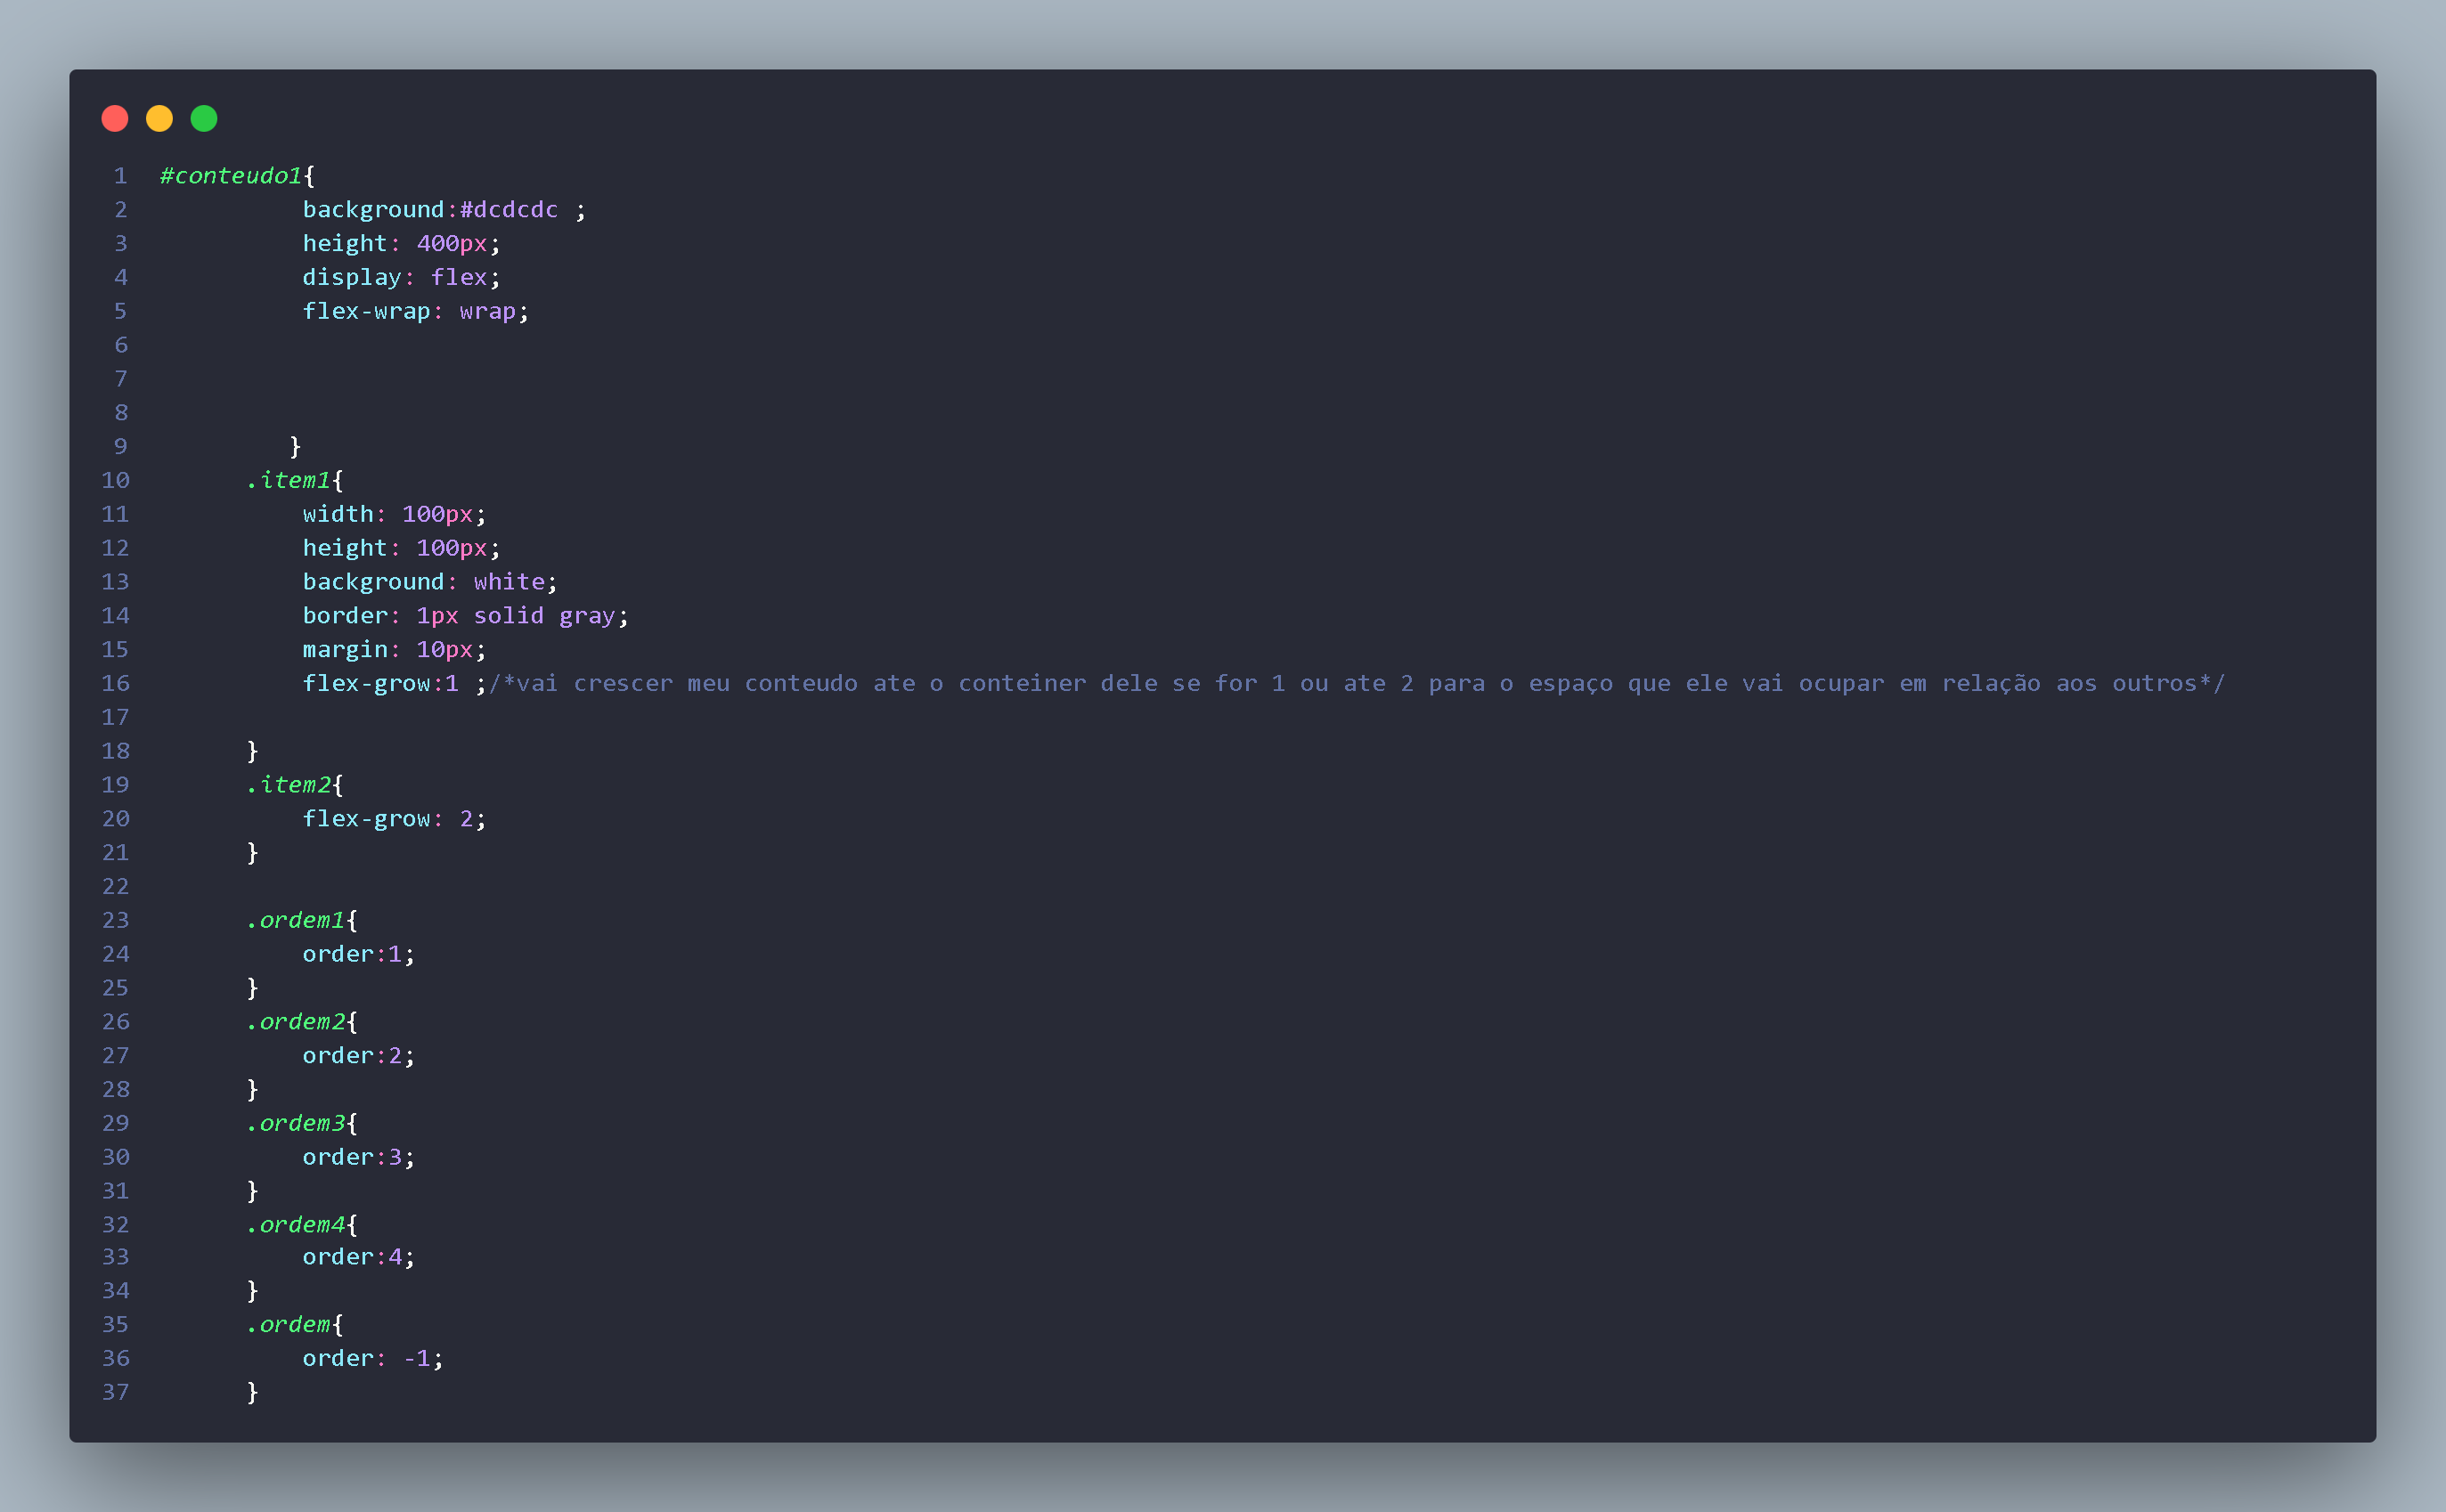 1 #conteudo1{
2 background:#dcdcdc ;
3 height: 400px;
4 display: flex;
5 flex-wrap: wrap;
6
7
8
9 }
10 .item1{
11 width: 100px;
12 height: 100px;
13 background: white;
14 border: 1px solid gray;
15 margin: 10px;
16 flex-grow:1 ;/*vai crescer meu conteudo ate o conteiner dele se for 1 ou ate 2 para o espaço que ele vai ocupar em relação aos outros*/
17
18 }
19 .item2{
20 flex-grow: 2;
21 }
22
23 .ordem1{
24 order:1;
25 }
26 .ordem2{
27 order:2;
28 }
29 .ordem3{
30 order:3;
31 }
32 .ordem4{
33 order:4;
34 }
35 .ordem{
36 order: -1;
37 }